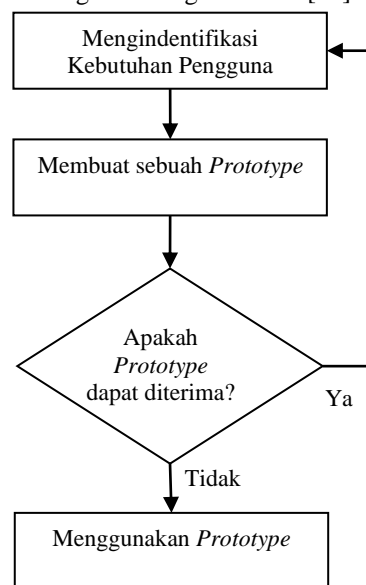 Mengindentifikasi
Kebutuhan Pengguna
Membuat sebuah Prototype
Apakah
Prototype
dapat diterima?
Ya
Tidak
Menggunakan Prototype